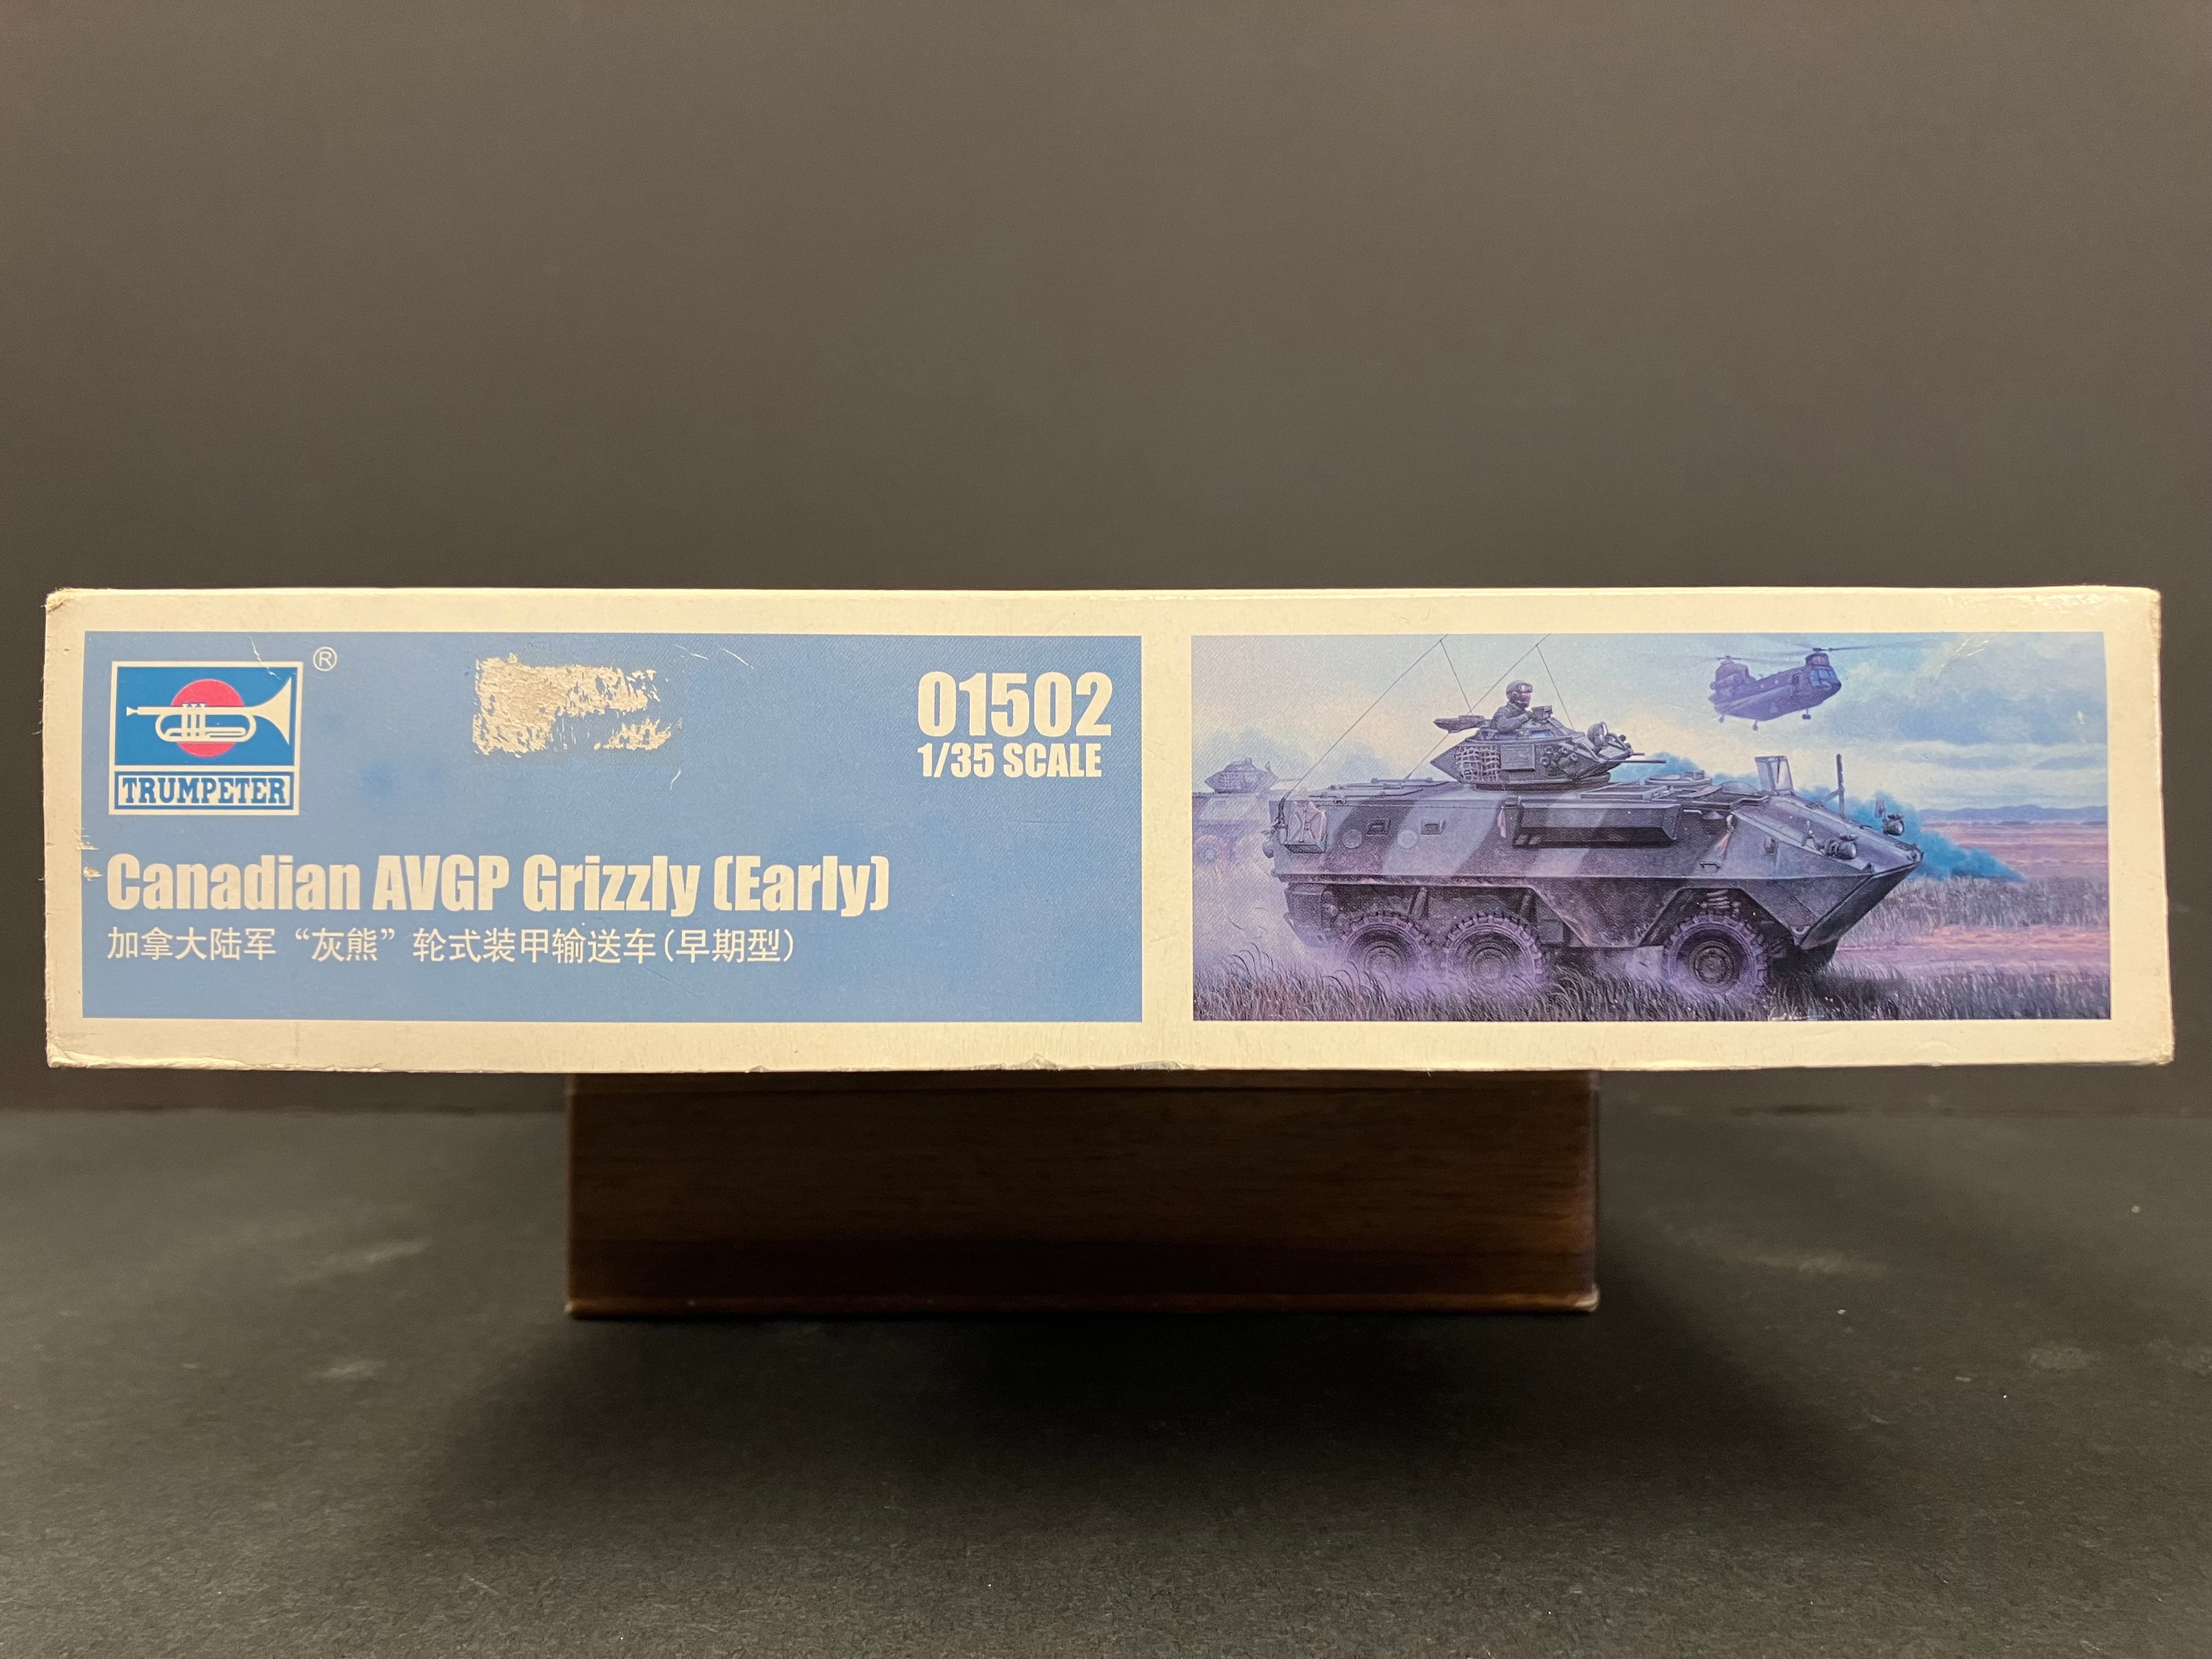 ®
TRUMPETER
01502
1/35 SCALE
Canadian AVGP Grizzly (Early)
加拿大陆军“灰熊”轮式装甲输送车(早期型)